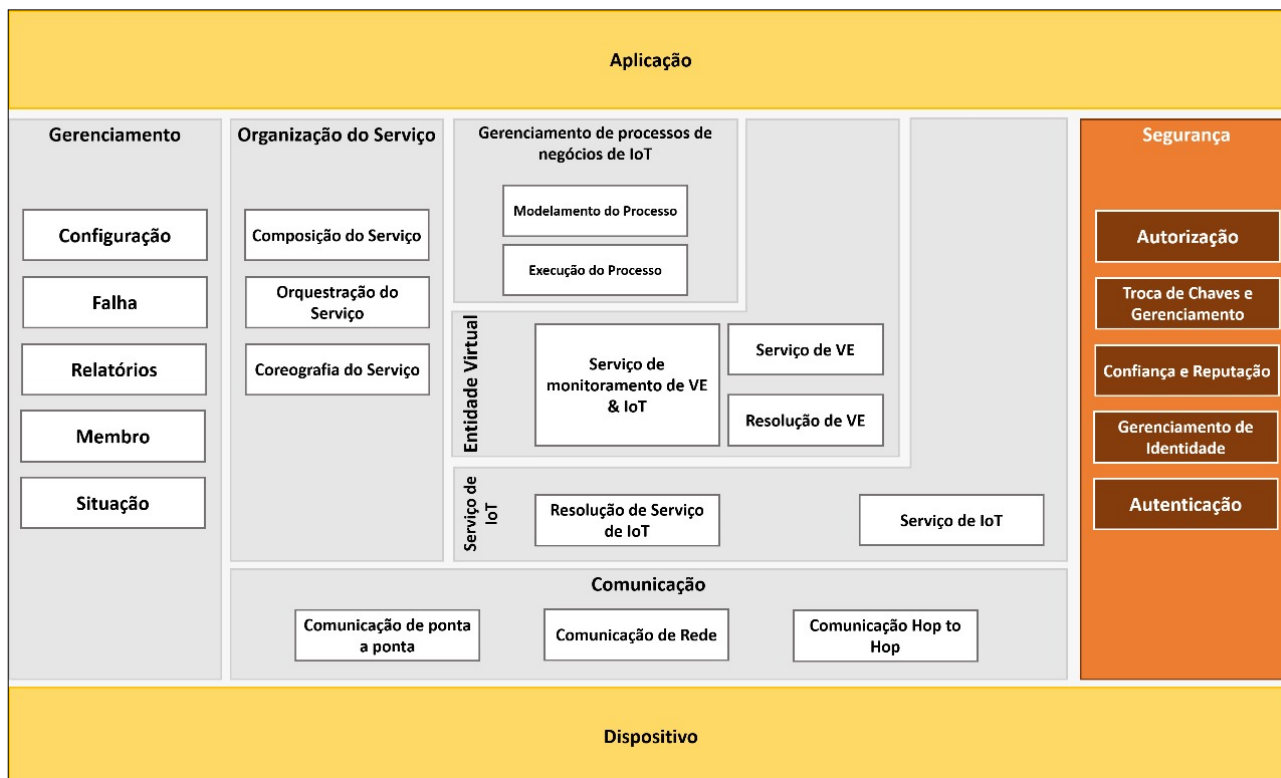 Aplicação
Gerenciamento
Configuração
Falha
Relatórios
Membro
Situação
Organização do Serviço
Composição do Serviço
Orquestração do
Serviço
Coreografia do Serviço
Gerenciamento de processos de
negócios de IoT
Modelamento do Processo
Execução do Processo
Entidade Virtual
Serviço de
monitoramento de VE
& IoT
Serviço de VE
Resolução de VE
Serviço de
IoT
Resolução de Serviço
de IoT
Serviço de IoT
Comunicação
Comunicação de ponta
a ponta
Comunicação de Rede
Comunicação Hop to
Hop
Segurança
Autorização
Troca de Chaves e
Gerenciamento
Confiança e Reputação
Gerenciamento de
Identidade
Autenticação
Dispositivo